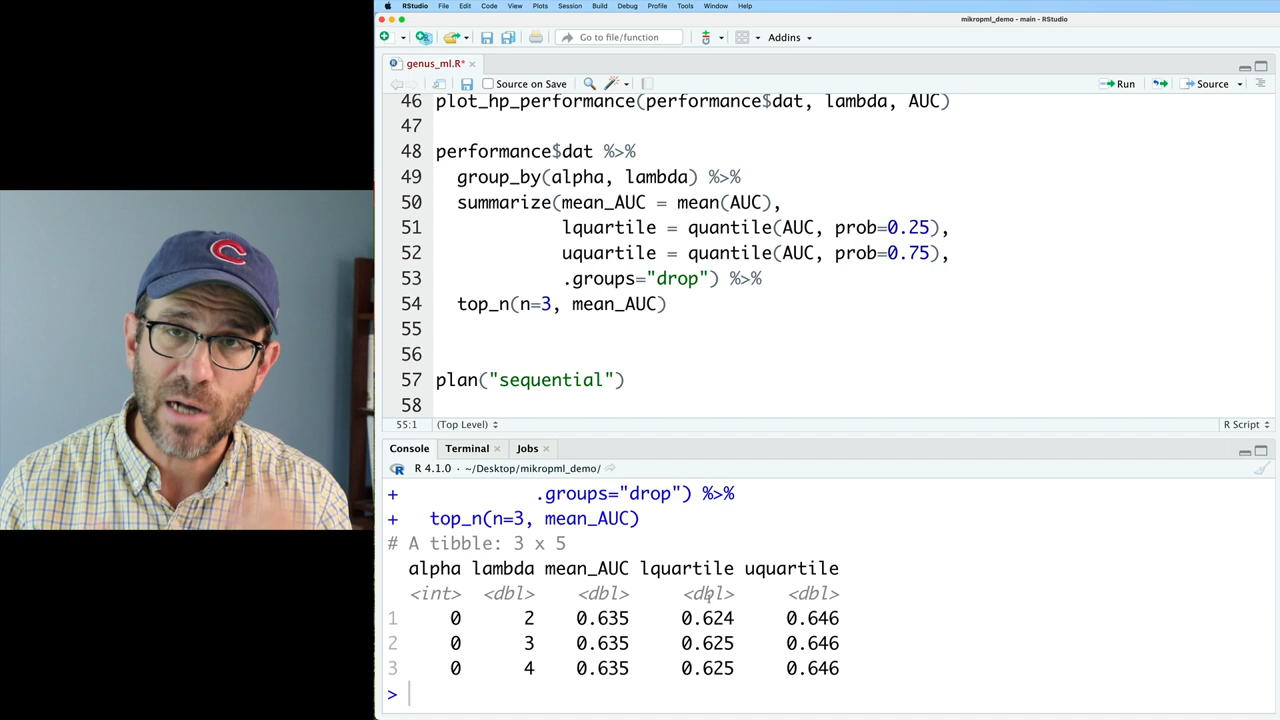 RStudio File Edit Code View Plots Session Build Debug Profile Tools Window Help
mikropml_demo - main - RStudio
Go to file/function Addins
genus_ml.R*
Source on Save Run Source
46 plot_hp_performance(performance$dat, lambda, AUC)
47
48 performance$dat %>%
49 group_by(alpha, lambda) %>%
50 summarize(mean_AUC = mean(AUC),
51 lquartile = quantile(AUC, prob=0.25),
52 uquartile = quantile(AUC, prob=0.75),
53 .groups="drop") %>%
54 top_n(n=3, mean_AUC)
55
56
57 plan("sequential")
58
55:1 (Top Level) R Script
Console Terminal Jobs
R 4.1.0 · ~/Desktop/mikropml_demo/
+ .groups="drop") %>%
+ top_n(n=3, mean_AUC)
# A tibble: 3 x 5
alpha lambda mean_AUC lquartile uquartile
<int> <dbl> <dbl> <dbl> <dbl>
1 0 2 0.635 0.624 0.646
2 0 3 0.635 0.625 0.646
3 0 4 0.635 0.625 0.646
>
C